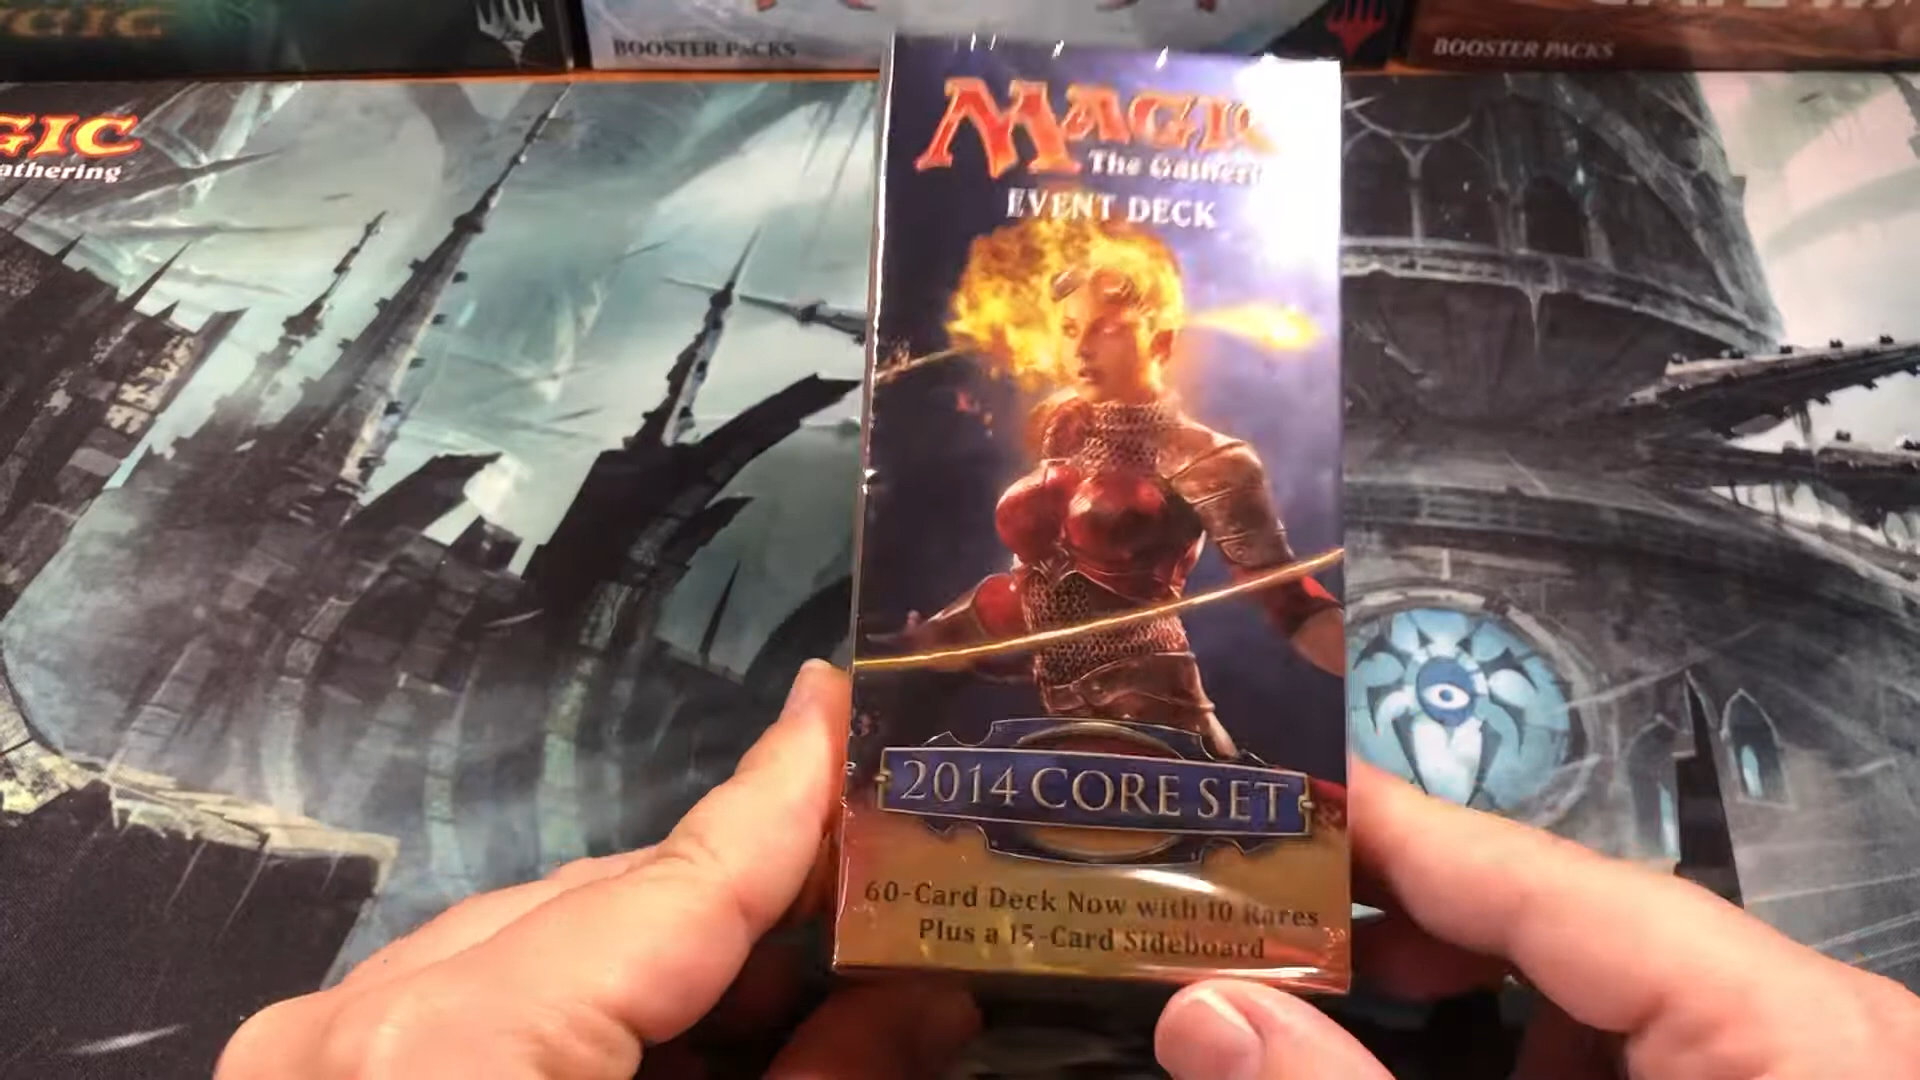 BOOSTER PACKS
BOOSTER PACKS
GIC
athering
MAGIC
The Gather
EVENT DECK
2014 CORE SET
60-Card Deck Now with 10 Rares
Plus a 15-Card Sideboard